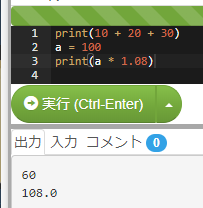 1 print(10 + 20 + 30)
2 a = 100
3 print(a * 1.08)
4
実行 (Ctrl-Enter)
出力 入力 コメント 0
60
108.0